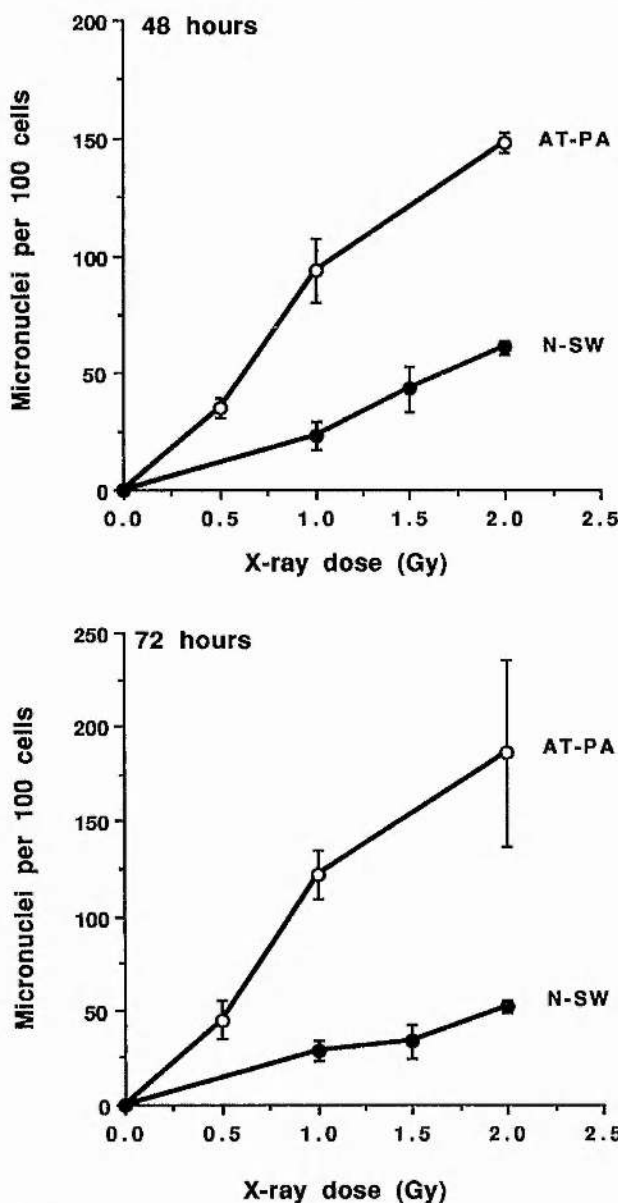 48 hours
200
150
100
50
0
Micronuclei per 100 cells
AT-PA
N-SW
0.0 0.5 1.0 1.5 2.0 2.5
X-ray dose (Gy)
72 hours
250
200
150
100
50
0
Micronuclei per 100 cells
AT-PA
N-SW
0.0 0.5 1.0 1.5 2.0
X-ray dose (Gy)